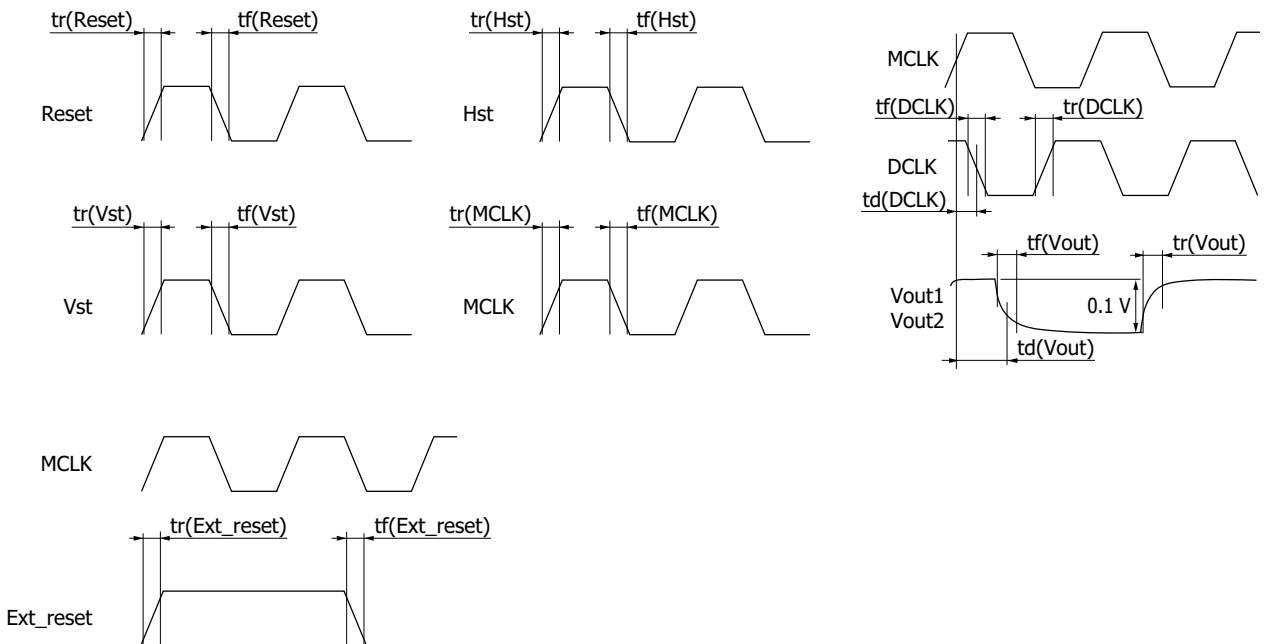 tr(Reset) tf(Reset)
Reset
tr(Hst) tf(Hst)
Hst
MCLK
tf(DCLK) tr(DCLK)
DCLK
td(DCLK)
tf(Vout) tr(Vout)
Vout1
Vout2
0.1 V
td(Vout)
tr(Vst) tf(Vst)
Vst
tr(MCLK) tf(MCLK)
MCLK
MCLK
tr(Ext_reset) tf(Ext_reset)
Ext_reset